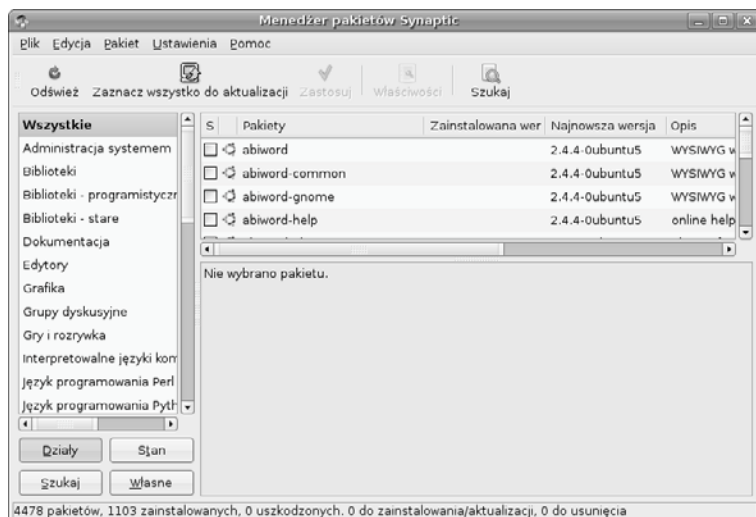 Menedżer pakietów Synaptic
Plik Edycja Pakiet Ustawienia Pomoc
Odśwież Zaznacz wszystko do aktualizacji Zastosuj Właściwości Szukaj
Wszystkie
Administracja systemem
Biblioteki
Biblioteki - programistyczn
Biblioteki - stare
Dokumentacja
Edytory
Grafika
Grupy dyskusyjne
Gry i rozrywka
Interpretowalne języki kom
Język programowania Perl
Język programowania Pyth
Działy Stan
Szukaj Własne
S Pakiety Zainstalowana wer Najnowsza wersja Opis
abiword 2.4.4-0ubuntu5 WYSIWYG w
abiword-common 2.4.4-0ubuntu5 WYSIWYG w
abiword-gnome 2.4.4-0ubuntu5 WYSIWYG w
abiword-help 2.4.4-0ubuntu5 online help
Nie wybrano pakietu.
4478 pakietów, 1103 zainstalowanych, 0 uszkodzonych. 0 do zainstalowania/aktualizacji, 0 do usunięcia